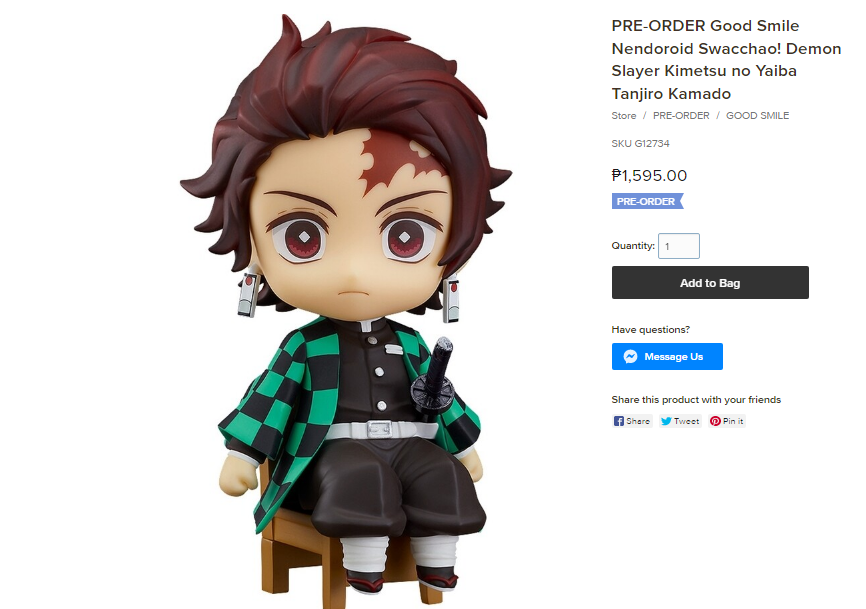 PRE-ORDER Good Smile
Nendoroid Swacchao! Demon
Slayer Kimetsu no Yaiba
Tanjiro Kamado
Store / PRE-ORDER / GOOD SMILE
SKU G12734
₱1,595.00
PRE-ORDER
Quantity: 1
Add to Bag
Have questions?
Message Us
Share this product with your friends
Share Tweet Pin it